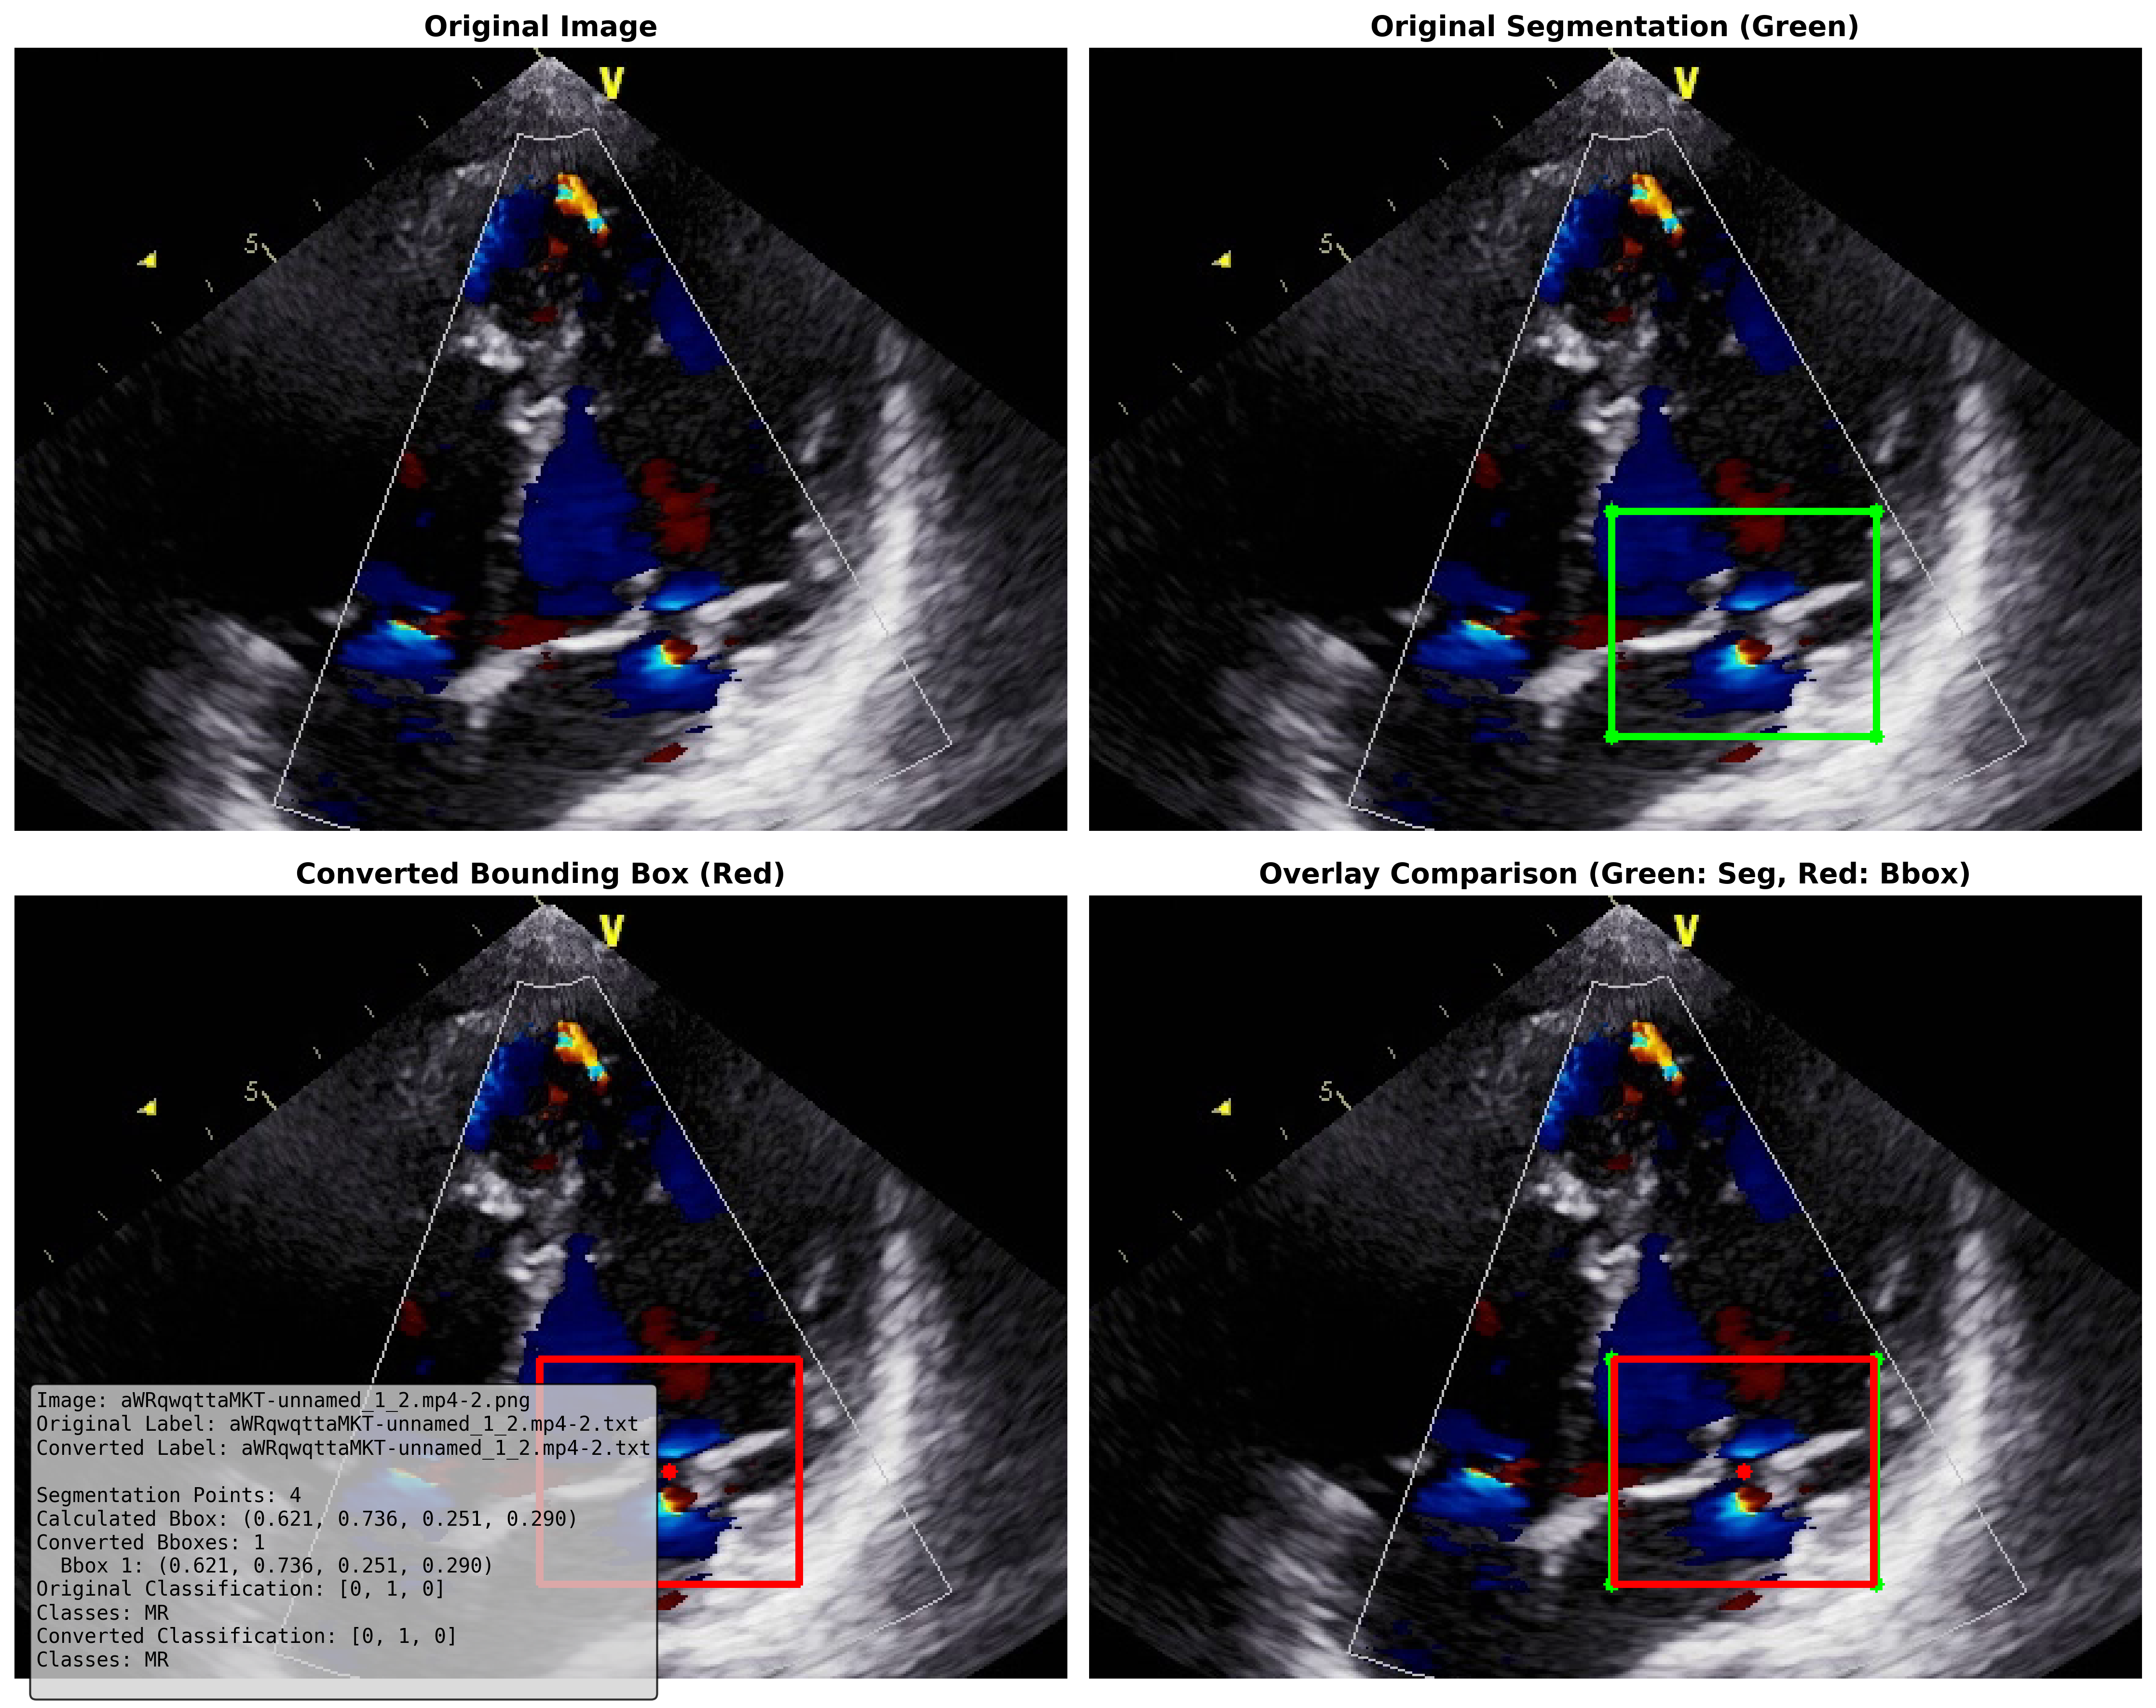 Original Image
V
5
Original Segmentation (Green)
V
5
Converted Bounding Box (Red)
V
5
Image: aWRqwqttaMKT-unnamed_1_2.mp4-2.png
Original Label: aWRqwqttaMKT-unnamed_1_2.mp4-2.txt
Converted Label: aWRqwqttaMKT-unnamed_1_2.mp4-2.txt
Segmentation Points: 4
Calculated Bbox: (0.621, 0.736, 0.251, 0.290)
Converted Bboxes: 1
Bbox 1: (0.621, 0.736, 0.251, 0.290)
Original Classification: [0, 1, 0]
Classes: MR
Converted Classification: [0, 1, 0]
Classes: MR
Overlay Comparison (Green: Seg, Red: Bbox)
V
5